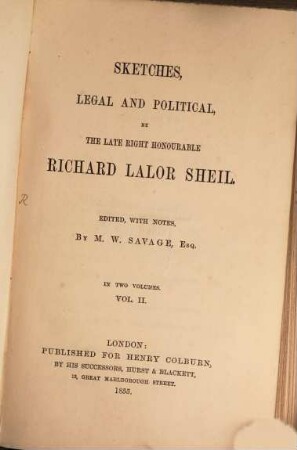 SKETCHES,
LEGAL AND POLITICAL,
BY
THE LATE RIGHT HONOURABLE
RICHARD LALOR SHEIL.
EDITED, WITH NOTES,
BY M. W. SAVAGE, ESQ.
IN TWO VOLUMES.
VOL. II.
LONDON:
PUBLISHED FOR HENRY COLBURN,
BY HIS SUCCESSORS, HURST & BLACKETT,
13, GREAT MARLBOROUGH STREET.
1855.